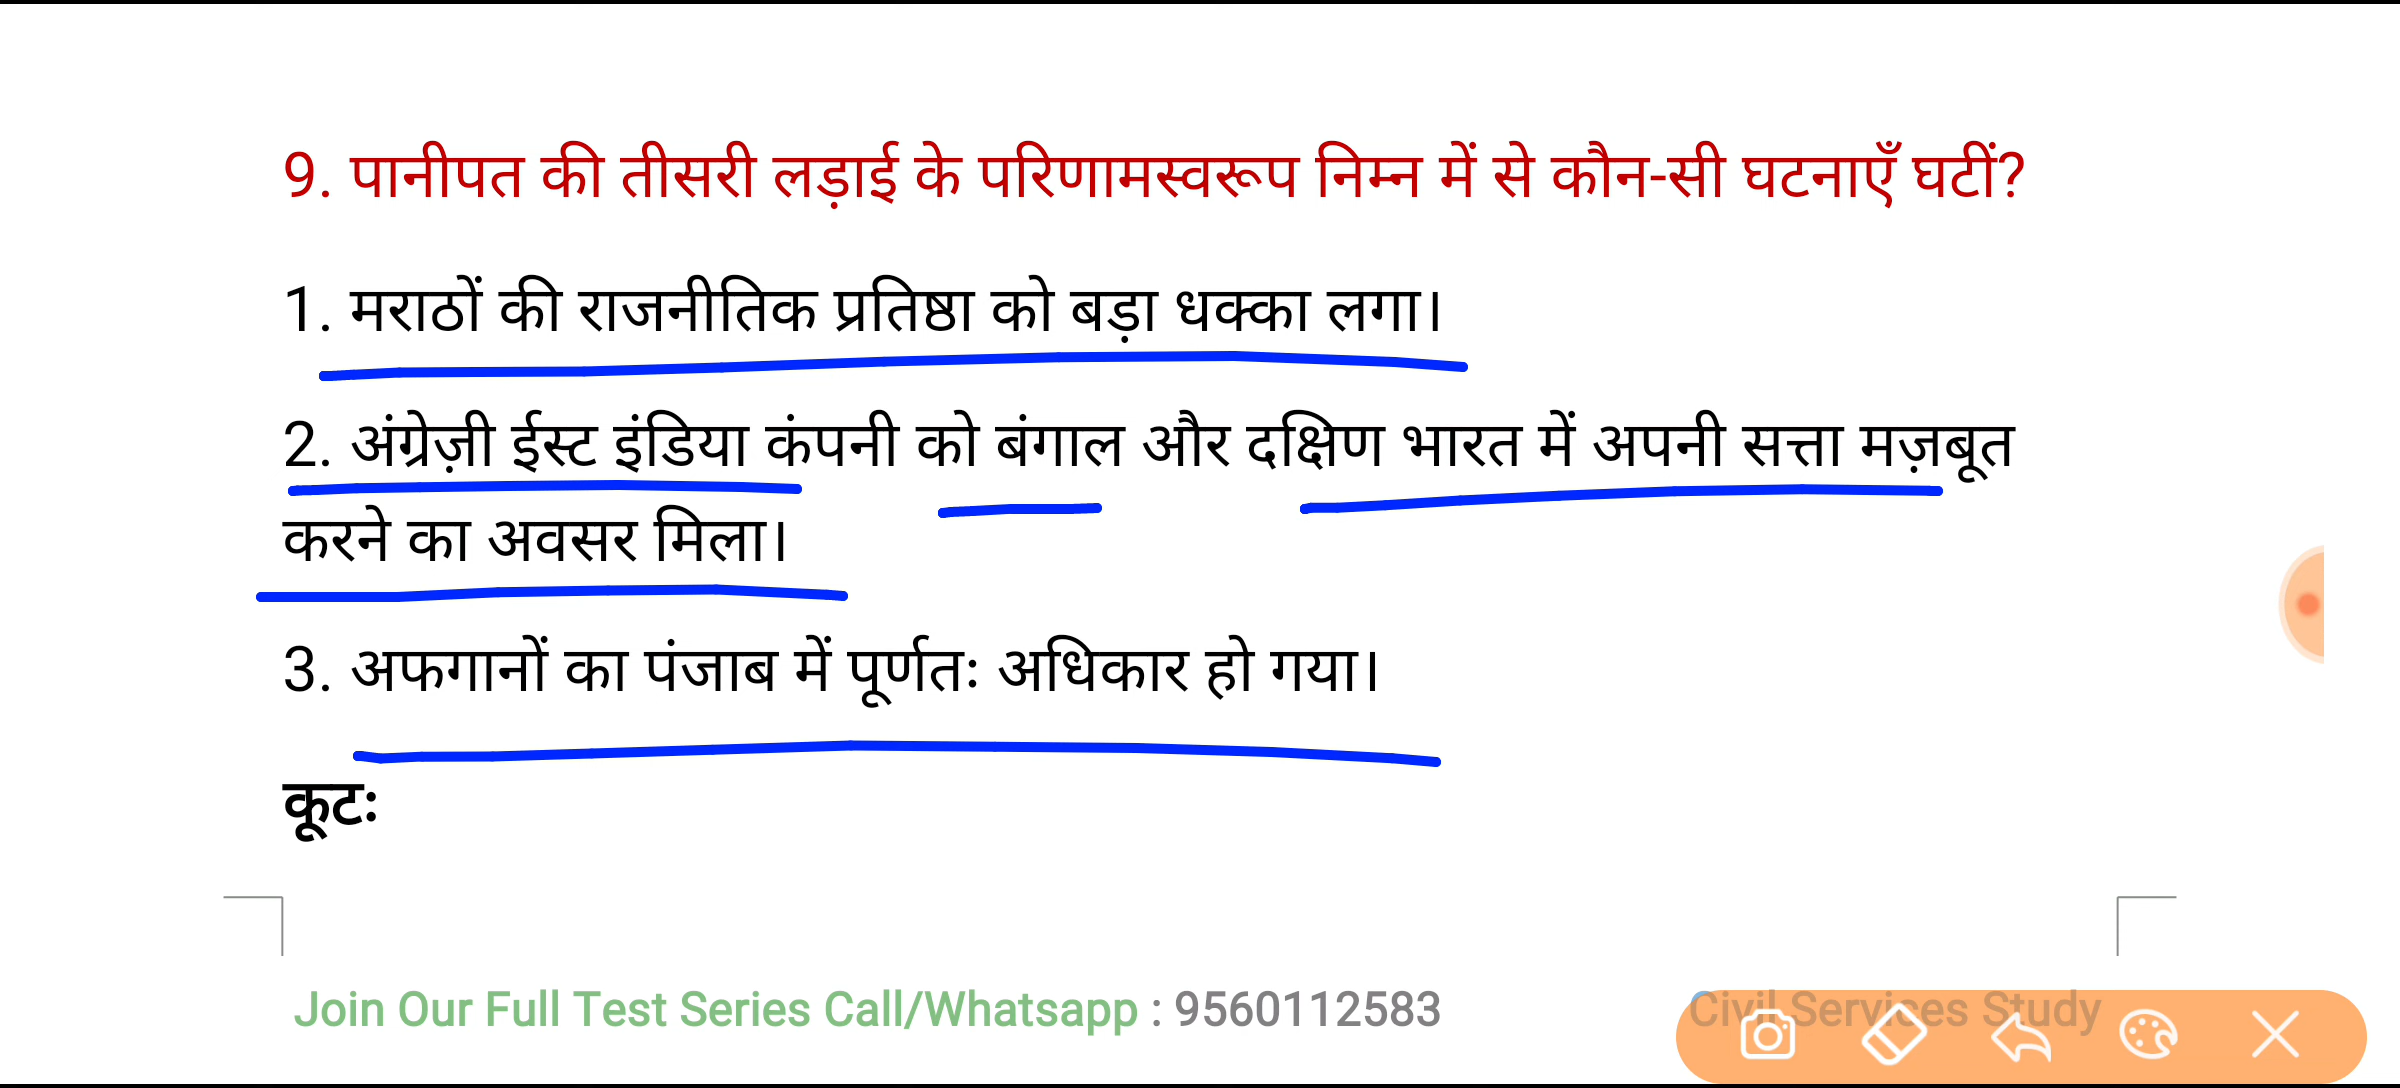 9. पानीपत की तीसरी लड़ाई के परिणामस्वरूप निम्न में से कौन-सी घटनाएँ घटीं?
1. मराठों की राजनीतिक प्रतिष्ठा को बड़ा धक्का लगा।
2. अंग्रेज़ी ईस्ट इंडिया कंपनी को बंगाल और दक्षिण भारत में अपनी सत्ता मज़बूत
करने का अवसर मिला।
3. अफगानों का पंजाब में पूर्णतः अधिकार हो गया।
कूटः
Join Our Full Test Series Call/Whatsapp : 9560112583 Civil Services Study